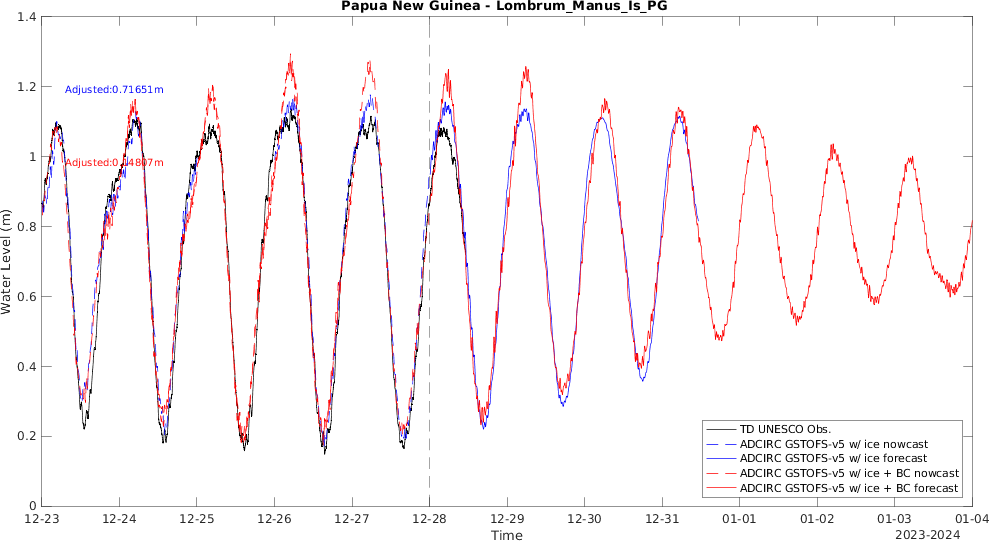 Papua New Guinea - Lombrum_Manus_Is_PG
1.4
1.2
1
0.8
0.6
0.4
0.2
0
Water Level (m)
Adjusted:0.71651m
TD UNESCO Obs.
ADCIRC GSTOFS-v5 w/ ice nowcast
ADCIRC GSTOFS-v5 w/ ice forecast
ADCIRC GSTOFS-v5 w/ ice + BC nowcast
ADCIRC GSTOFS-v5 w/ ice + BC forecast
12-23 12-24 12-25 12-26 12-27 12-28 12-29 12-30 12-31 01-01 01-02 01-03 01-04
Time
2023-2024